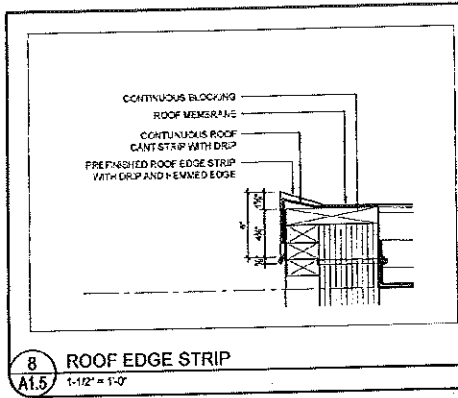 CONTINUOUS BLOCKING
ROOF MEMBRANE
CONTUNUOUS ROOF
CANT STRIP WITH DRIP
PREFINISHED ROOF EDGE STRIP
WITH DRIP AND HEMMED EDGE
8
A1.5
ROOF EDGE STRIP
1-1/2" = 1'-0"